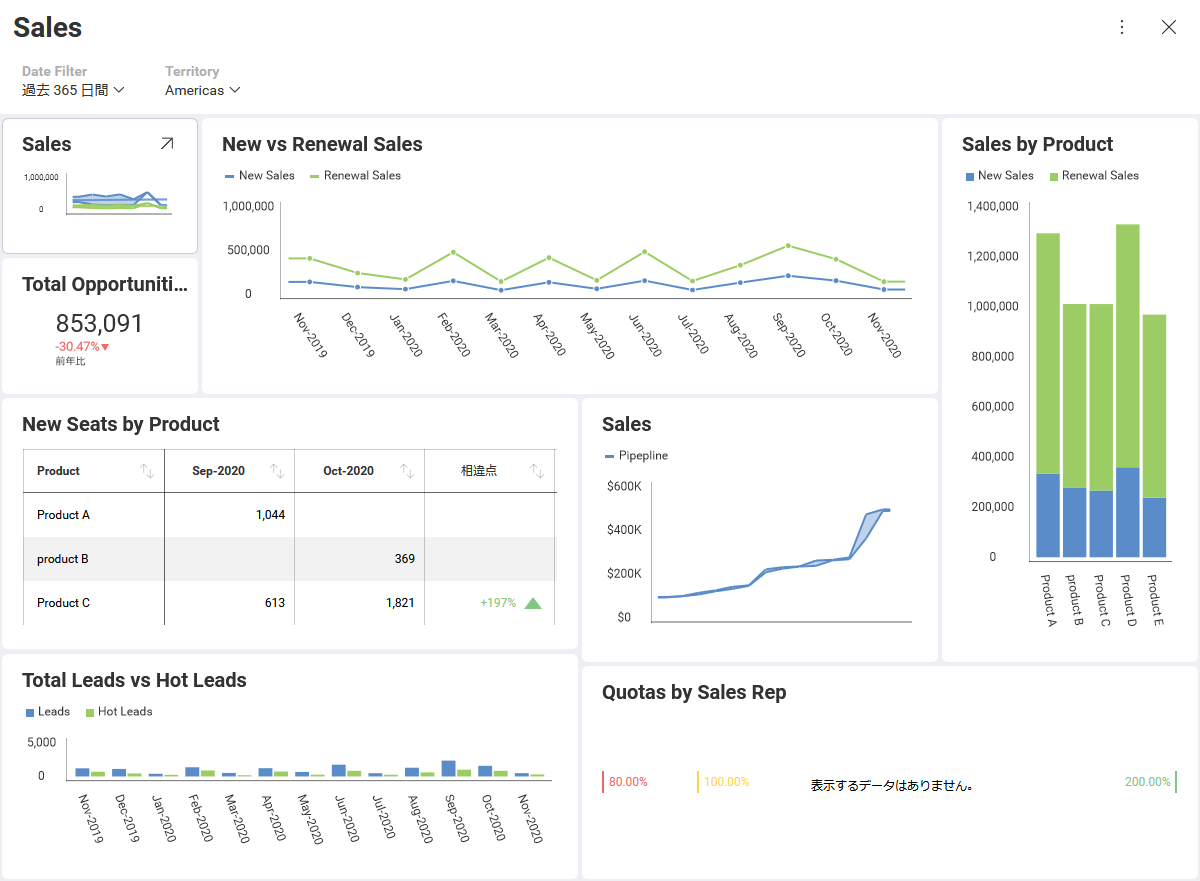 Sales
Date Filter
過去 365 日間
Territory
Americas
Sales
1,000,000
0
Total Opportuniti...
853,091
-30.47%▼
前年比
New vs Renewal Sales
New Sales
Renewal Sales
1,000,000
500,000
0
Nov-2019
Dec-2019
Jan-2020
Feb-2020
Mar-2020
Apr-2020
May-2020
Jun-2020
Jul-2020
Aug-2020
Sep-2020
Oct-2020
Nov-2020
Sales by Product
New Sales
Renewal Sales
1,400,000
1,200,000
1,000,000
800,000
600,000
400,000
200,000
0
Product A
product B
Product C
Product D
Product E
New Seats by Product
Product Sep-2020 Oct-2020 相違点
Product A 1,044
product B 369
Product C 613 1,821 +197%
Sales
Pipepline
$600K
$400K
$200K
$0
Total Leads vs Hot Leads
Leads
Hot Leads
5,000
0
Nov-2019
Dec-2019
Jan-2020
Feb-2020
Mar-2020
Apr-2020
May-2020
Jun-2020
Jul-2020
Aug-2020
Sep-2020
Oct-2020
Nov-2020
Quotas by Sales Rep
80.00%
100.00%
表示するデータはありません。
200.00%